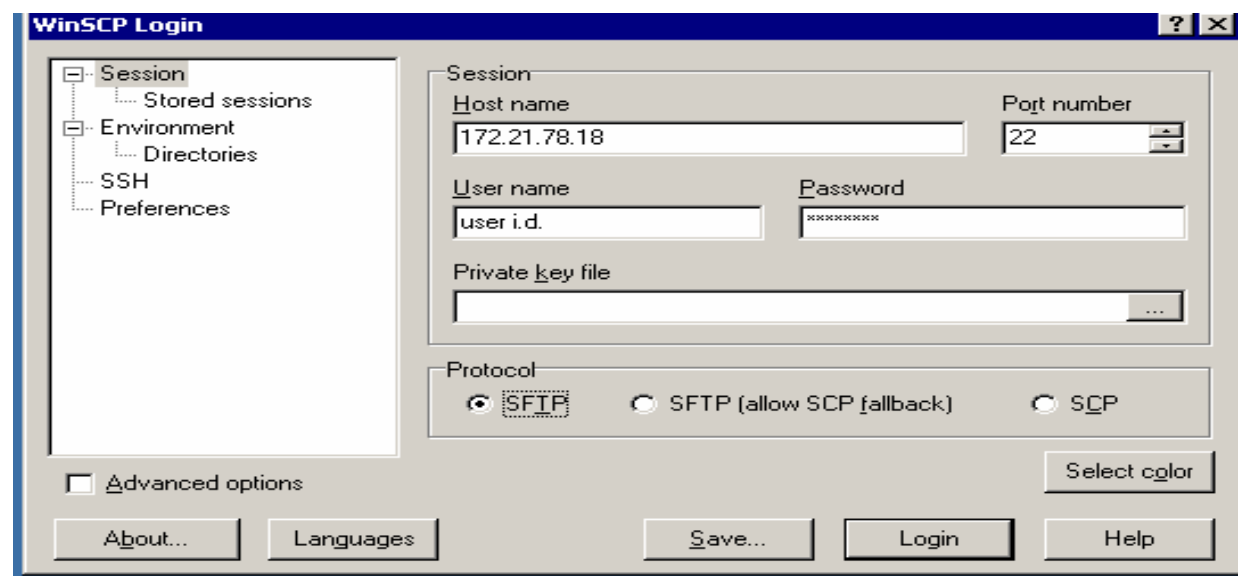 WinSCP Login
Session
Stored sessions
Environment
Directories
SSH
Preferences
Session
Host name
Port number
172.21.78.18
22
User name
Password
user i.d.
********
Private key file
...
Protocol
SFTP
SFTP (allow SCP fallback)
SCP
Select color
Advanced options
About...
Languages
Save...
Login
Help